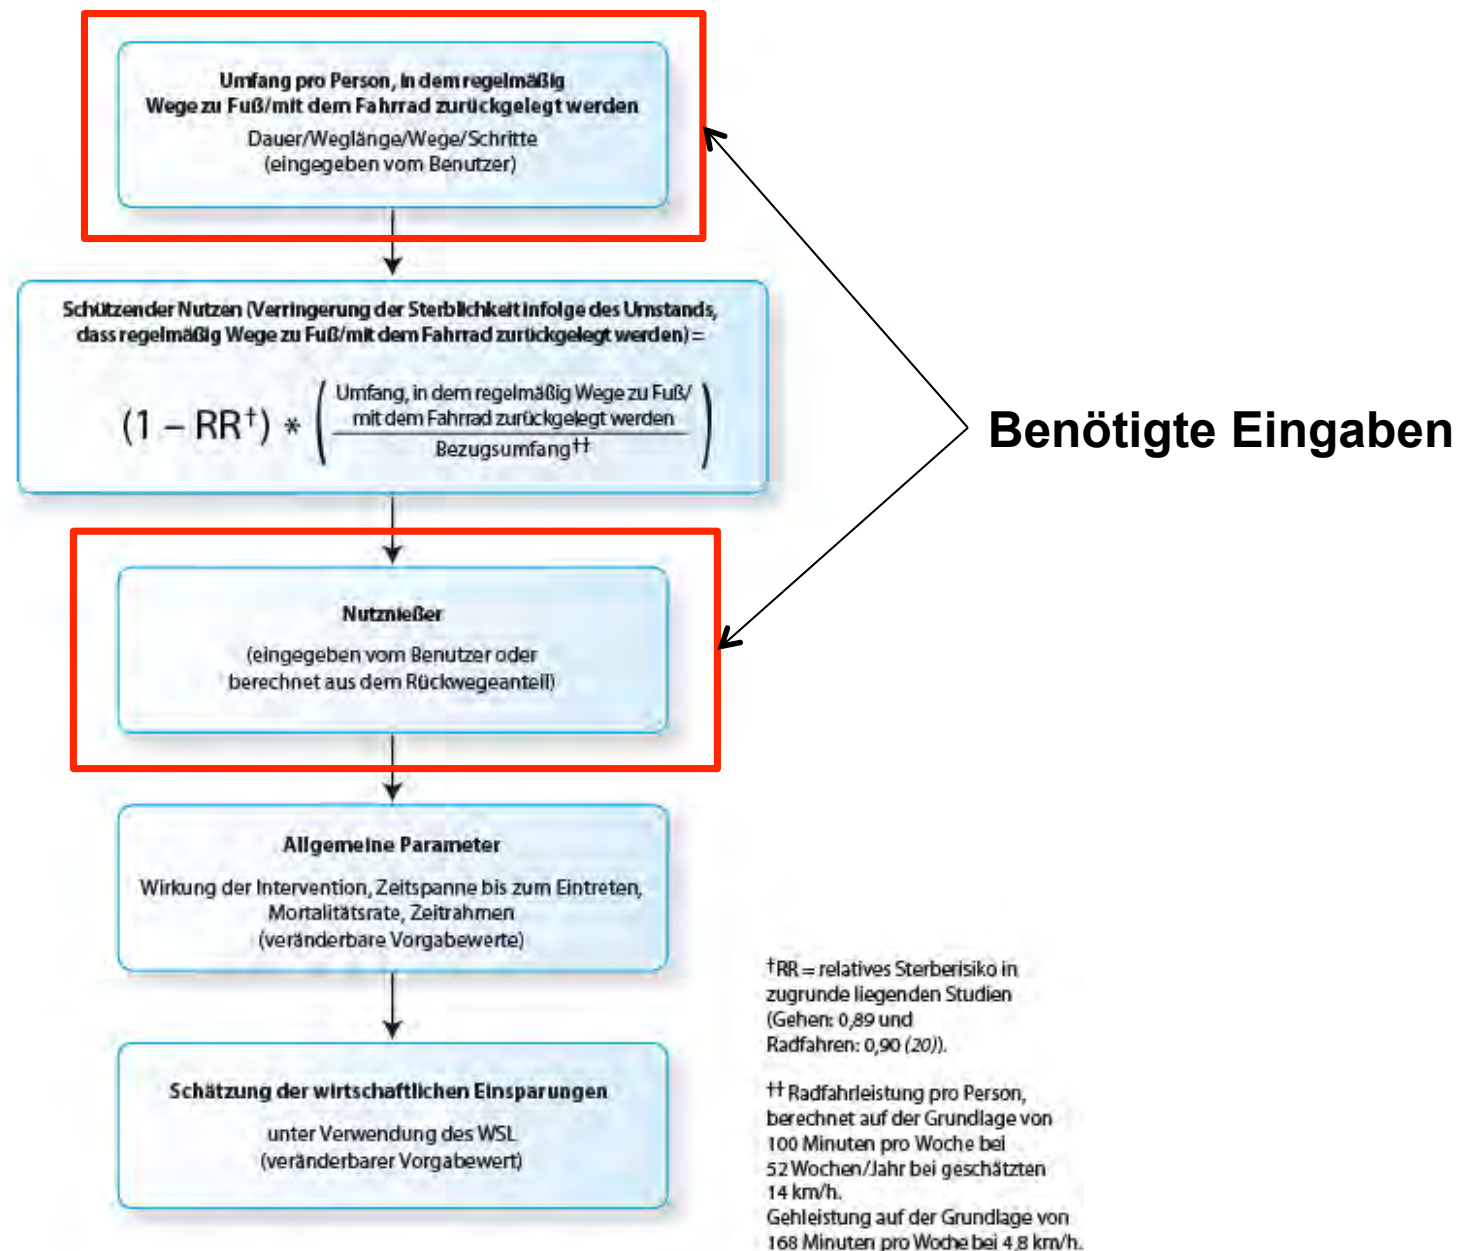 Umfang pro Person, in dem regelmäßig
Wege zu Fuß/mit dem Fahrrad zurückgelegt werden
Dauer/Weglänge/Wege/Schritte
(eingegeben vom Benutzer)
Schützender Nutzen (Verringerung der Sterblichkeit infolge des Umstands,
dass regelmäßig Wege zu Fuß/mit dem Fahrrad zurückgelegt werden) =
(1 – RR†) * (
Umfang, in dem regelmäßig Wege zu Fuß/
mit dem Fahrrad zurückgelegt werden
Bezugsumfang††
)
Benötigte Eingaben
Nutznießer
(eingegeben vom Benutzer oder
berechnet aus dem Rückwegeanteil)
Allgemeine Parameter
Wirkung der Intervention, Zeitspanne bis zum Eintreten,
Mortalitätsrate, Zeitrahmen
(veränderbare Vorgabewerte)
Schätzung der wirtschaftlichen Einsparungen
unter Verwendung des WSL
(veränderbarer Vorgabewert)
†RR = relatives Sterberisiko in
zugrunde liegenden Studien
(Gehen: 0,89 und
Radfahren: 0,90 (20)).
††Radfahrleistung pro Person,
berechnet auf der Grundlage von
100 Minuten pro Woche bei
52 Wochen/Jahr bei geschätzten
14 km/h.
Gehleistung auf der Grundlage von
168 Minuten pro Woche bei 4,8 km/h.